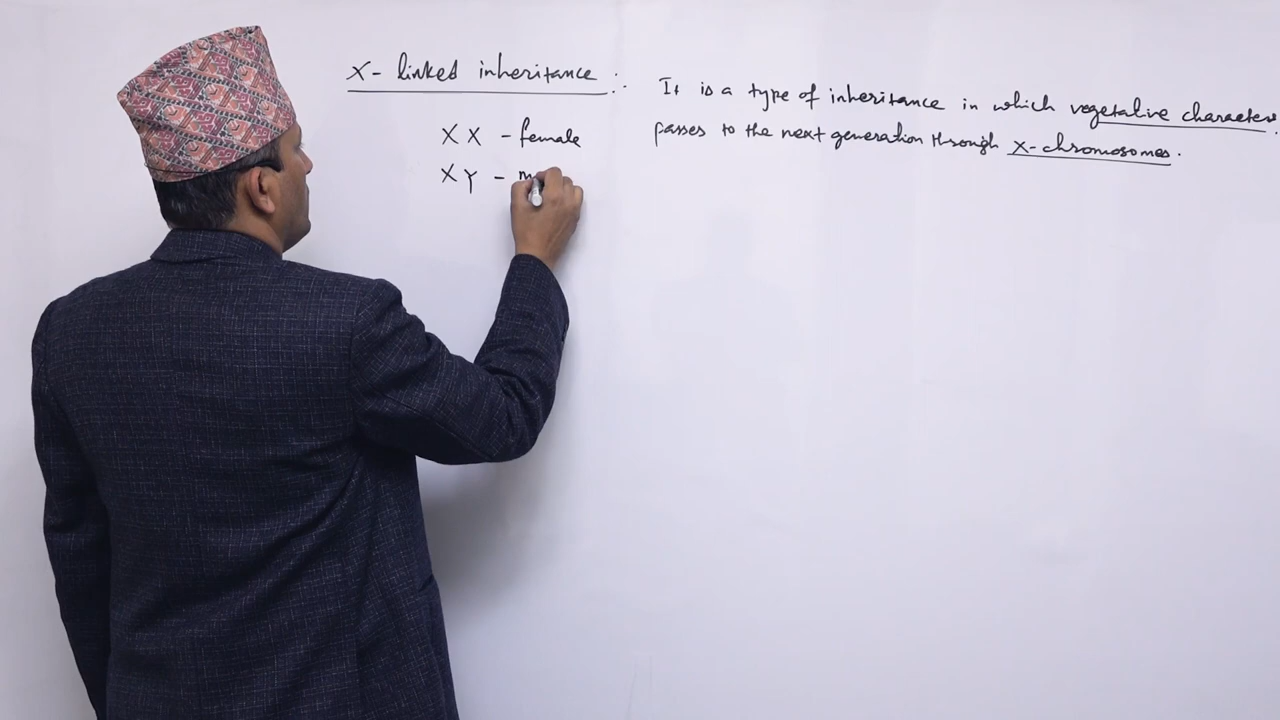 X- linked inheritance :-
XX - female
XY - m
It is a type of inheritance in which vegetative characters
passes to the next generation through X-chromosomes.